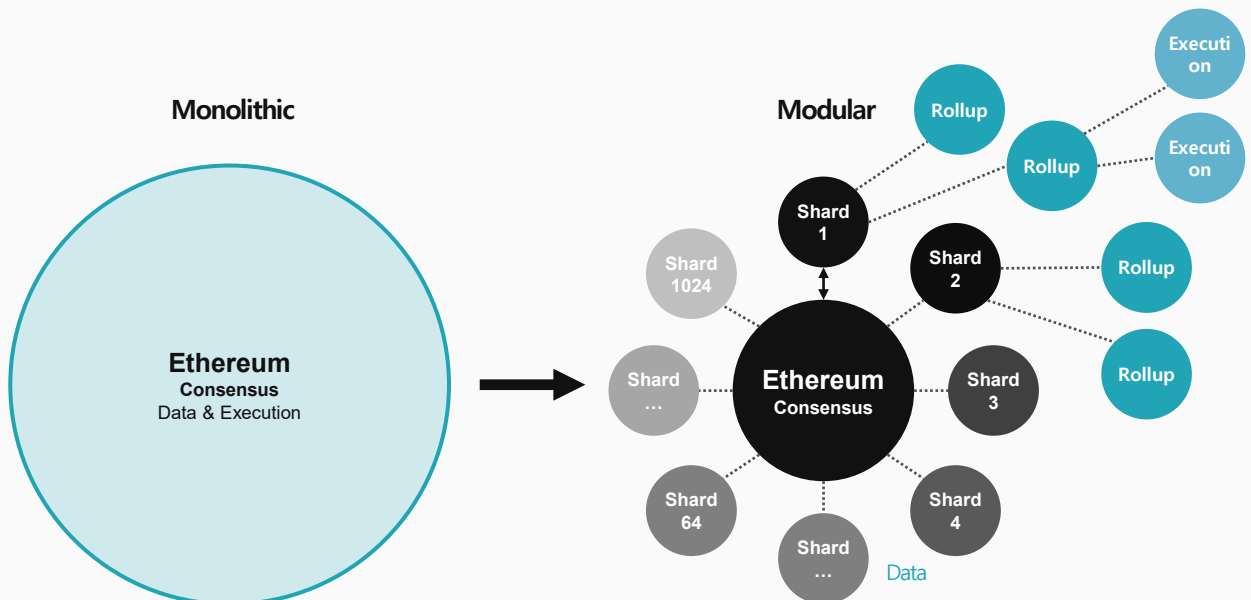 Monolithic
Ethereum
Consensus
Data & Execution
Modular
Executi
on
Rollup
Executi
on
Rollup
Shard
1
Shard
1024
Shard
2
Rollup
Shard
...
Ethereum
Consensus
Shard
3
Rollup
Shard
64
Shard
4
Shard
...
Data